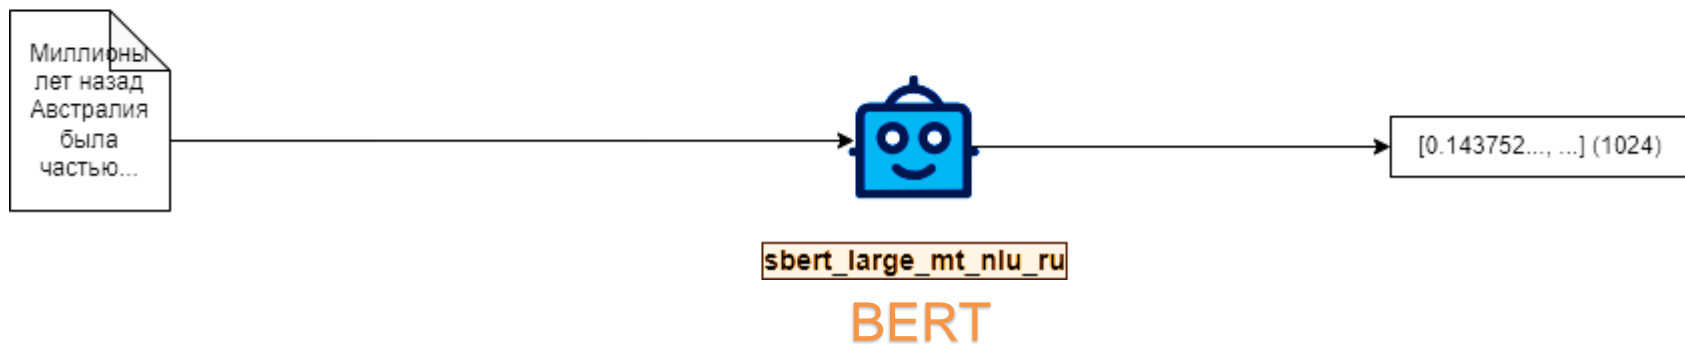 Миллионы
лет назад
Австралия
была
частью...
[0.143752..., ...] (1024)
sbert_large_mt_nlu_ru
BERT